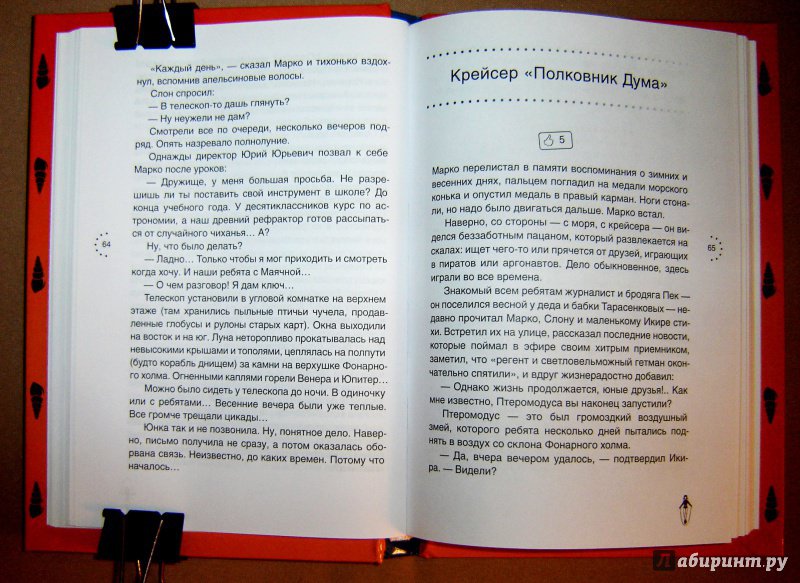 «Каждый день», — сказал Марко и тихонько вздох-
нул, вспомнив апельсиновые волосы.
Слон спросил:
— В телескоп-то дашь глянуть?
— Ну неужели не дам?
Смотрели все по очереди, несколько вечеров под-
ряд. Опять назревало полнолуние.
Однажды директор Юрий Юрьевич позвал к себе
Марко после уроков:
— Дружище, у меня большая просьба. Не разре-
шишь ли ты поставить свой инструмент в школе? До
конца учебного года. У десятиклассников курс по ас-
трономии, а наш древний рефрактор готов рассыпать-
ся от случайного чиханья… А?
Ну, что было делать?
— Ладно… Только чтобы я мог приходить и смотреть
когда хочу. И наши ребята с Маячной…
— О чем разговор! Я дам ключ…
Телескоп установили в угловой комнатке на верхнем
этаже (там хранились пыльные птичьи чучела, продав-
ленные глобусы и рулоны старых карт). Окна выходили
на восток и на юг. Луна неторопливо прокатывалась над
невысокими крышами и тополями, цеплялась на полпути
(будто корабль днищем) за камни на верхушке Фонарно-
го холма. Огненными каплями горели Венера и Юпитер…
Можно было сидеть у телескопа до ночи. В одиночку
или с ребятами… Весенние вечера были уже теплые.
Все громче трещали цикады…
Юнка так и не позвонила. Ну, понятное дело. Навер-
но, письмо получила не сразу, а потом оказалась обо-
рвана связь. Неизвестно, до каких времен. Потому что
началось…
64
Крейсер «Полковник Дума»
5
Марко перелистал в памяти воспоминания о зимних и
весенних днях, пальцем погладил на медали морского
конька и опустил медаль в правый карман. Ноги стона-
ли, но надо было двигаться дальше. Марко встал.
Наверно, со стороны — с моря, с крейсера — он ви-
делся беззаботным пацаном, который развлекается на
скалах: ищет чего-то или прячется от друзей, играющих
в пиратов или аргонавтов. Дело обыкновенное, здесь
играли во все времена.
Знакомый всем ребятам журналист и бродяга Пек —
он поселился весной у деда и бабки Тарасенковых — не-
давно прочитал Марко, Слону и маленькому Икире сти-
хи. Встретил их на улице, рассказал последние новости,
которые поймал в эфире своим хитрым приемником,
заметил, что «регент и светловельможный гетман окон-
чательно спятили», и вдруг жизнерадостно добавил:
— Однако жизнь продолжается, юные друзья!.. Как
мне известно, Птеромодуса вы наконец запустили?
Птеромодус — это был громоздкий воздушный
змей, которого ребята несколько дней пытались под-
нять в воздух со склона Фонарного холма.
— Да, вчера вечером удалось, — подтвердил Ики-
ра. — Видели?
65
Лабиринт.ру